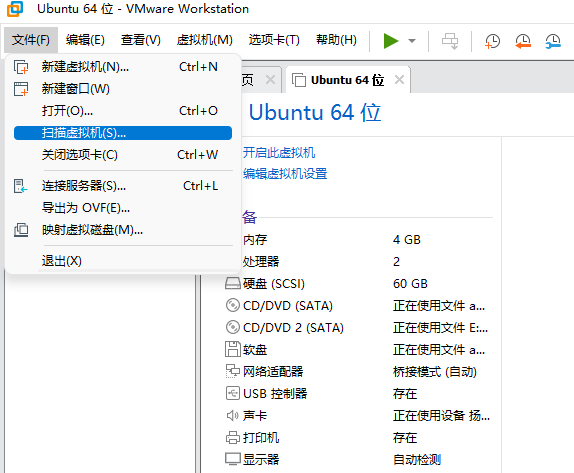 Ubuntu 64 位 - VMware Workstation
文件(F) 编辑(E) 查看(V) 虚拟机(M) 选项卡(T) 帮助(H)
新建虚拟机(N)... Ctrl+N
新建窗口(W)
打开(O)... Ctrl+O
扫描虚拟机(S)...
关闭选项卡(C) Ctrl+W
连接服务器(S)... Ctrl+L
导出为 OVF(E)...
映射虚拟磁盘(M)...
退出(X)
页 Ubuntu 64 位
Ubuntu 64 位
开启此虚拟机
编辑虚拟机设置
备
内存 4 GB
处理器 2
硬盘 (SCSI) 60 GB
CD/DVD (SATA) 正在使用文件 a...
CD/DVD 2 (SATA) 正在使用文件 E:...
软盘 正在使用文件 a...
网络适配器 桥接模式 (自动)
USB 控制器 存在
声卡 正在使用设备 扬...
打印机 存在
显示器 自动检测